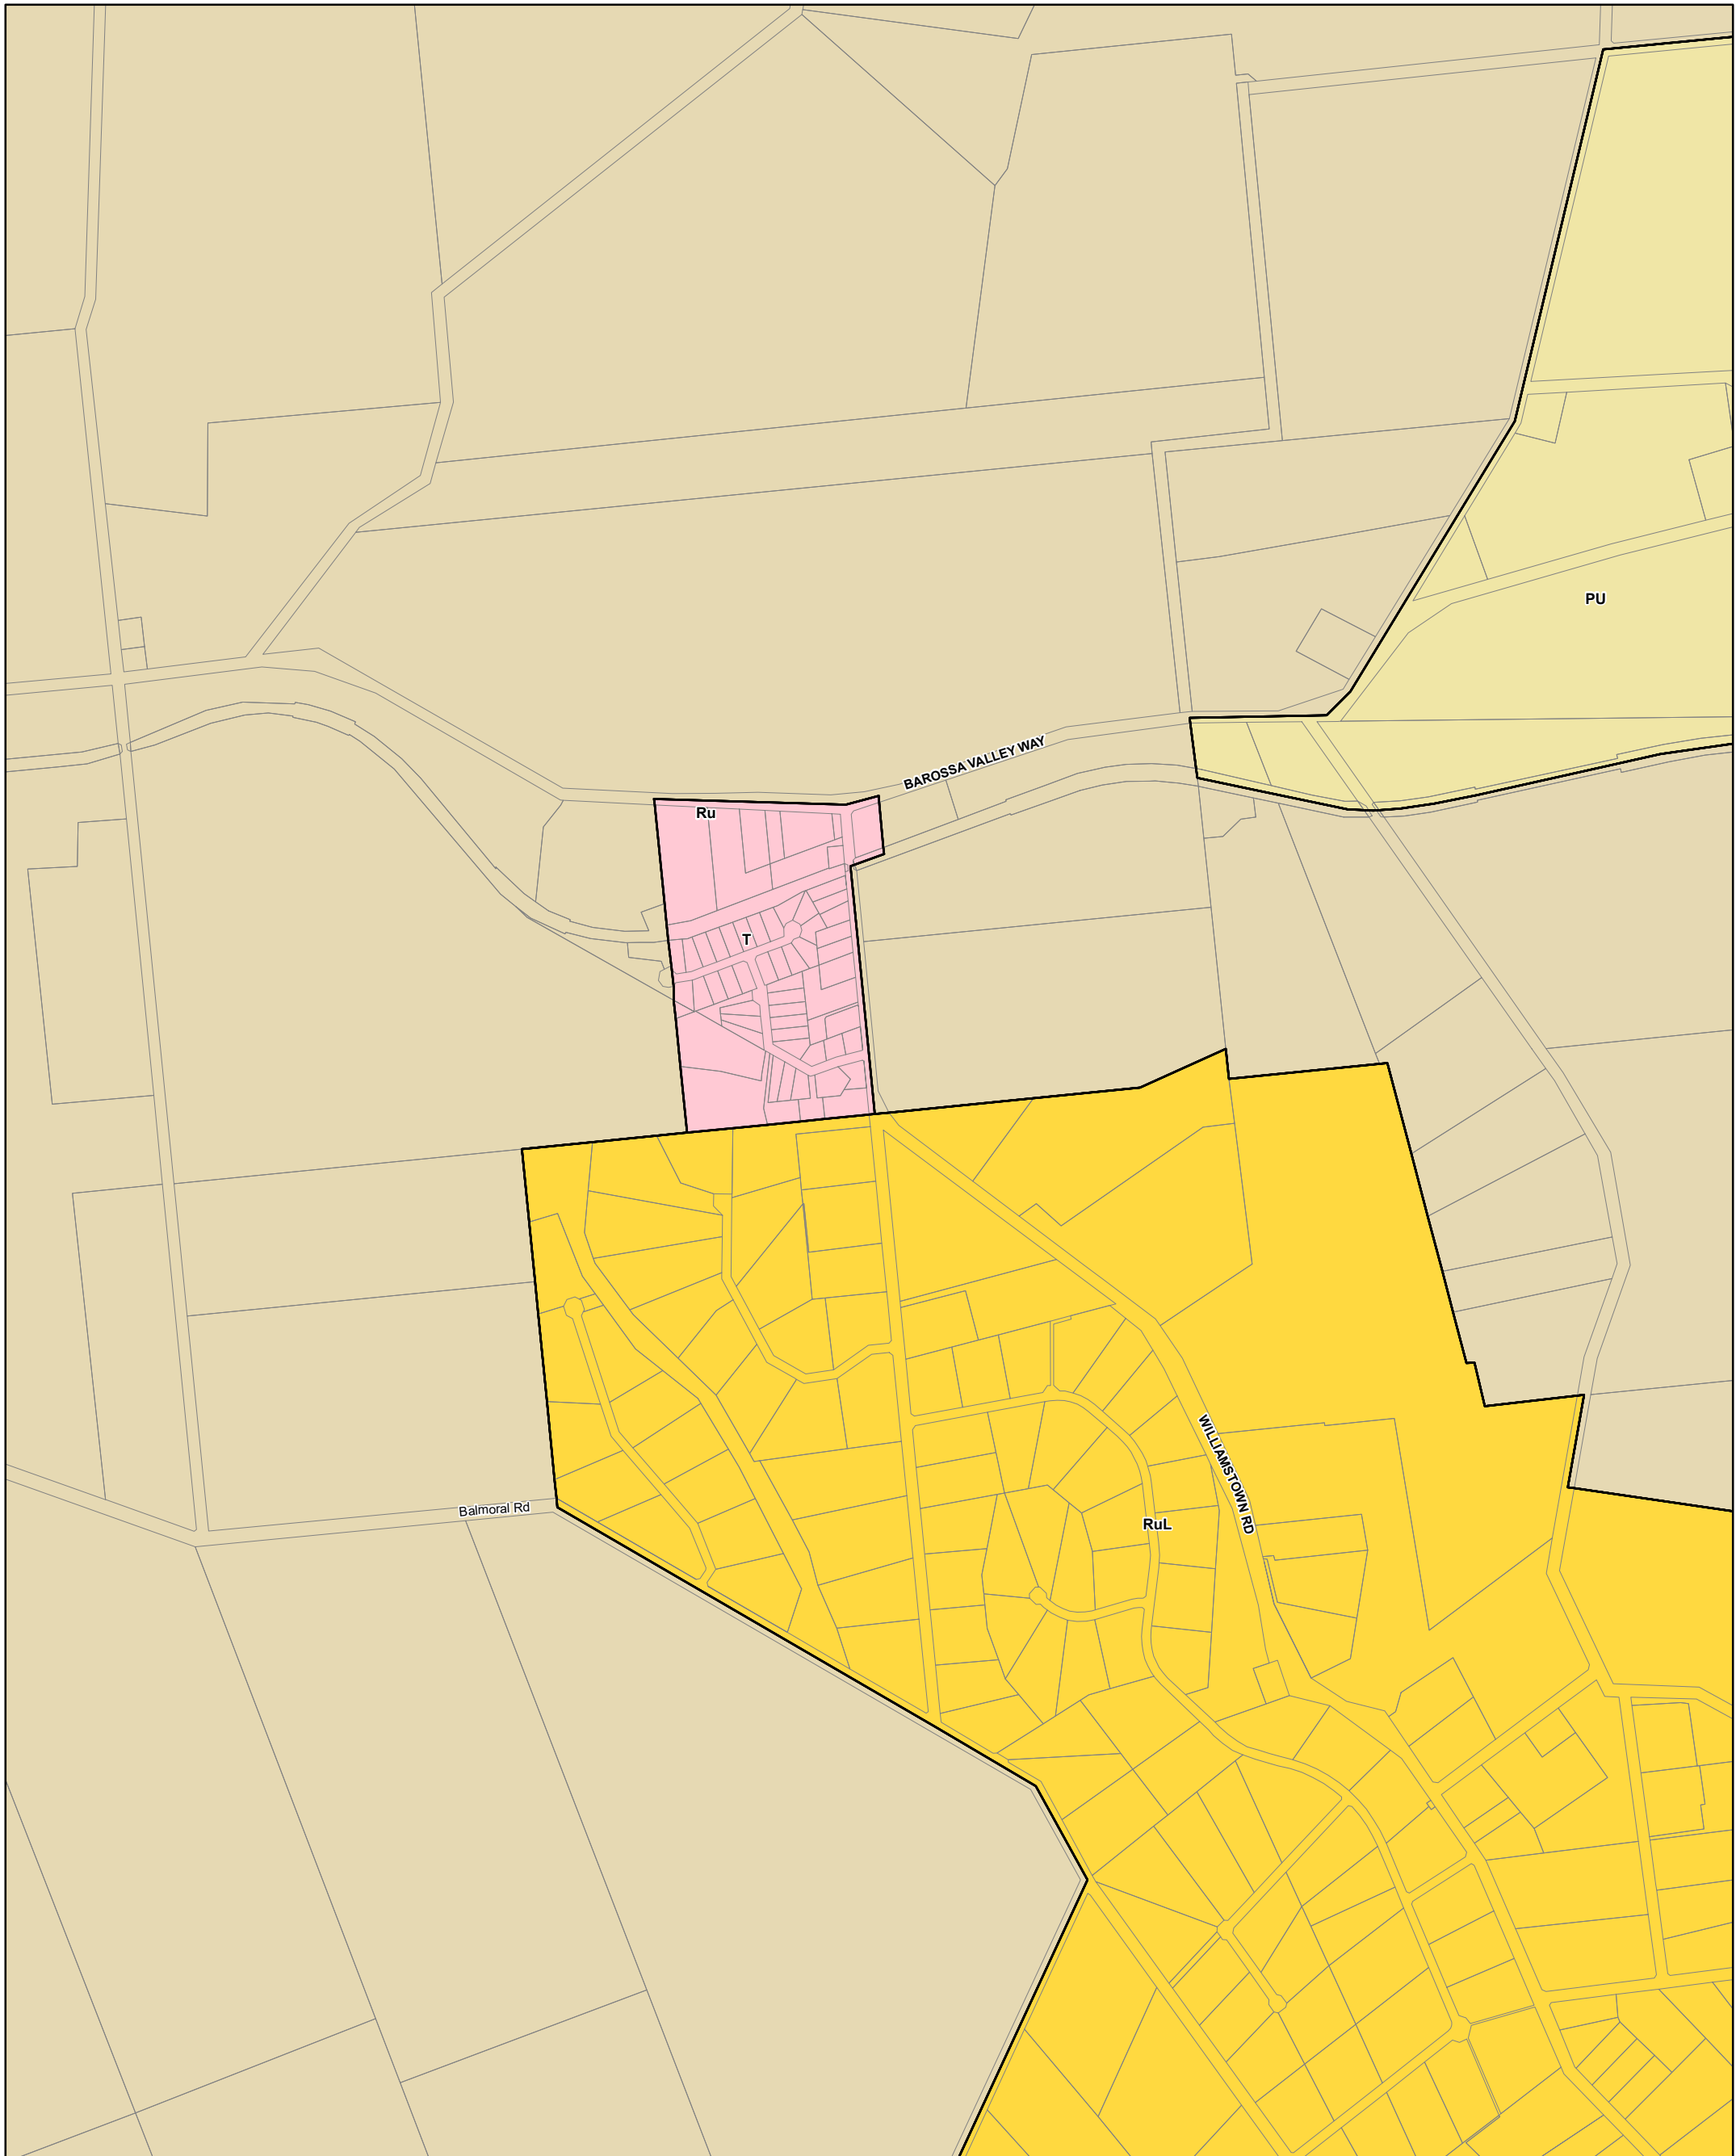 PU
BAROSSA VALLEY WAY
Ru
T
WILLIAMSTOWN RD
Balmoral Rd
RuL